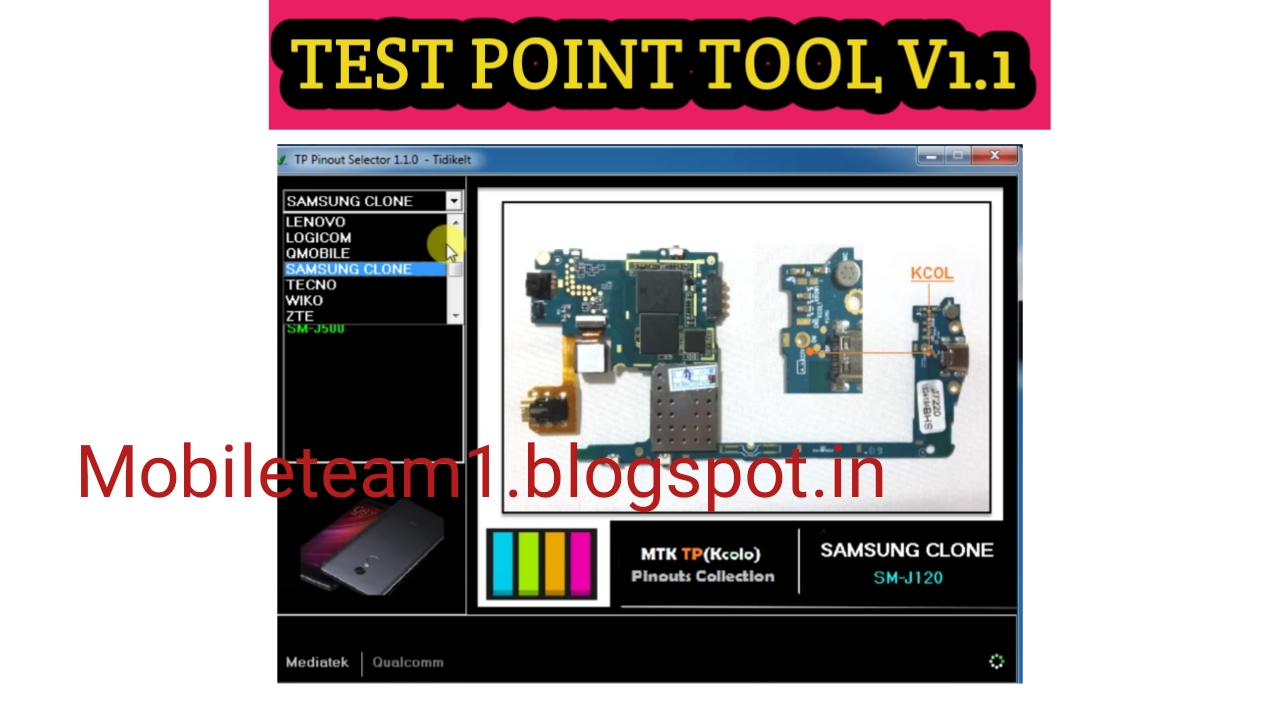 TEST POINT TOOL V1.1
TP Pinout Selector 1.1.0 - Tidikelt
SAMSUNG CLONE
LENOVO
LOGICOM
QMOBILE
SAMSUNG CLONE
TECNO
WIKO
ZTE
SM-J500
KCOL
Mobileteam1.blogspot.in
MTK TP(Kcolo)
Pinouts Collection
SAMSUNG CLONE
SM-J120
Mediatek
Qualcomm